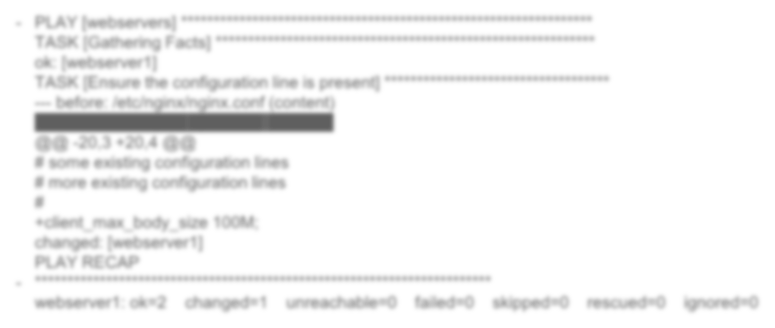 - PLAY [webservers] ****************************************************************
TASK [Gathering Facts] ***********************************************************
ok: [webserver1]
TASK [Ensure the configuration line is present] ***********************************
--- before: /etc/nginx/nginx.conf (content)
@@ -20,3 +20,4 @@
# some existing configuration lines
# more existing configuration lines
#
+client_max_body_size 100M;
changed: [webserver1]
PLAY RECAP
- ***********************************************************************
webserver1: ok=2 changed=1 unreachable=0 failed=0 skipped=0 rescued=0 ignored=0